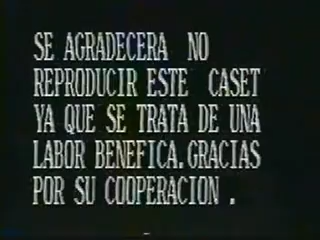 SE AGRADECERA NO
REPRODUCIR ESTE CASET
YA QUE SE TRATA DE UNA
LABOR BENEFICA.GRACIAS
POR SU COOPERACION .